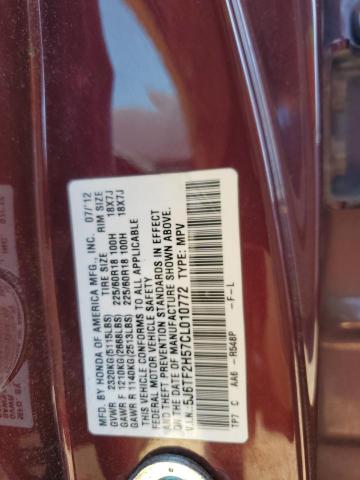 MFD. BY HONDA OF AMERICA MFG., INC. 07/'12
TIRE SIZE RIM SIZE
GVWR 2320KG(5115LBS)
GAWR F 1210KG(2668LBS) 225/60R18 100H 18X7J
GAWR R 1140KG(2513LBS) 225/60R18 100H 18X7J
THIS VEHICLE CONFORMS TO ALL APPLICABLE
FEDERAL MOTOR VEHICLE SAFETY
AND THEFT PREVENTION STANDARDS IN EFFECT
ON THE DATE OF MANUFACTURE SHOWN ABOVE.
V.I.N.:5J6TF2H57CL010772 TYPE: MPV
TP7 C AA6 -R548P -F-L